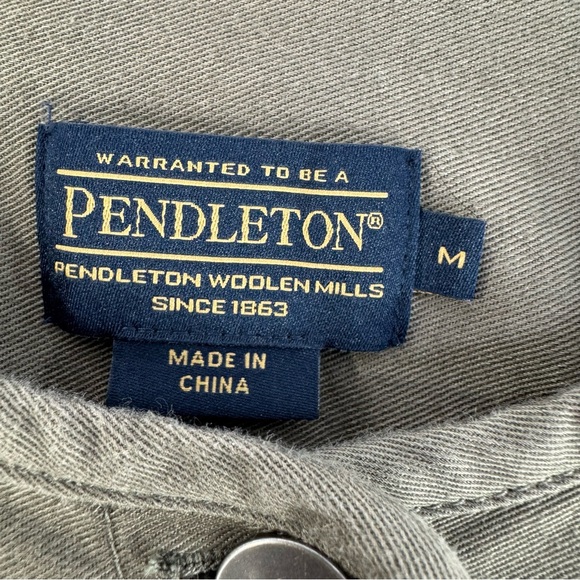 WARRANTED TO BE A
PENDLETON®
PENDLETON WOOLEN MILLS
SINCE 1863
M
MADE IN
CHINA